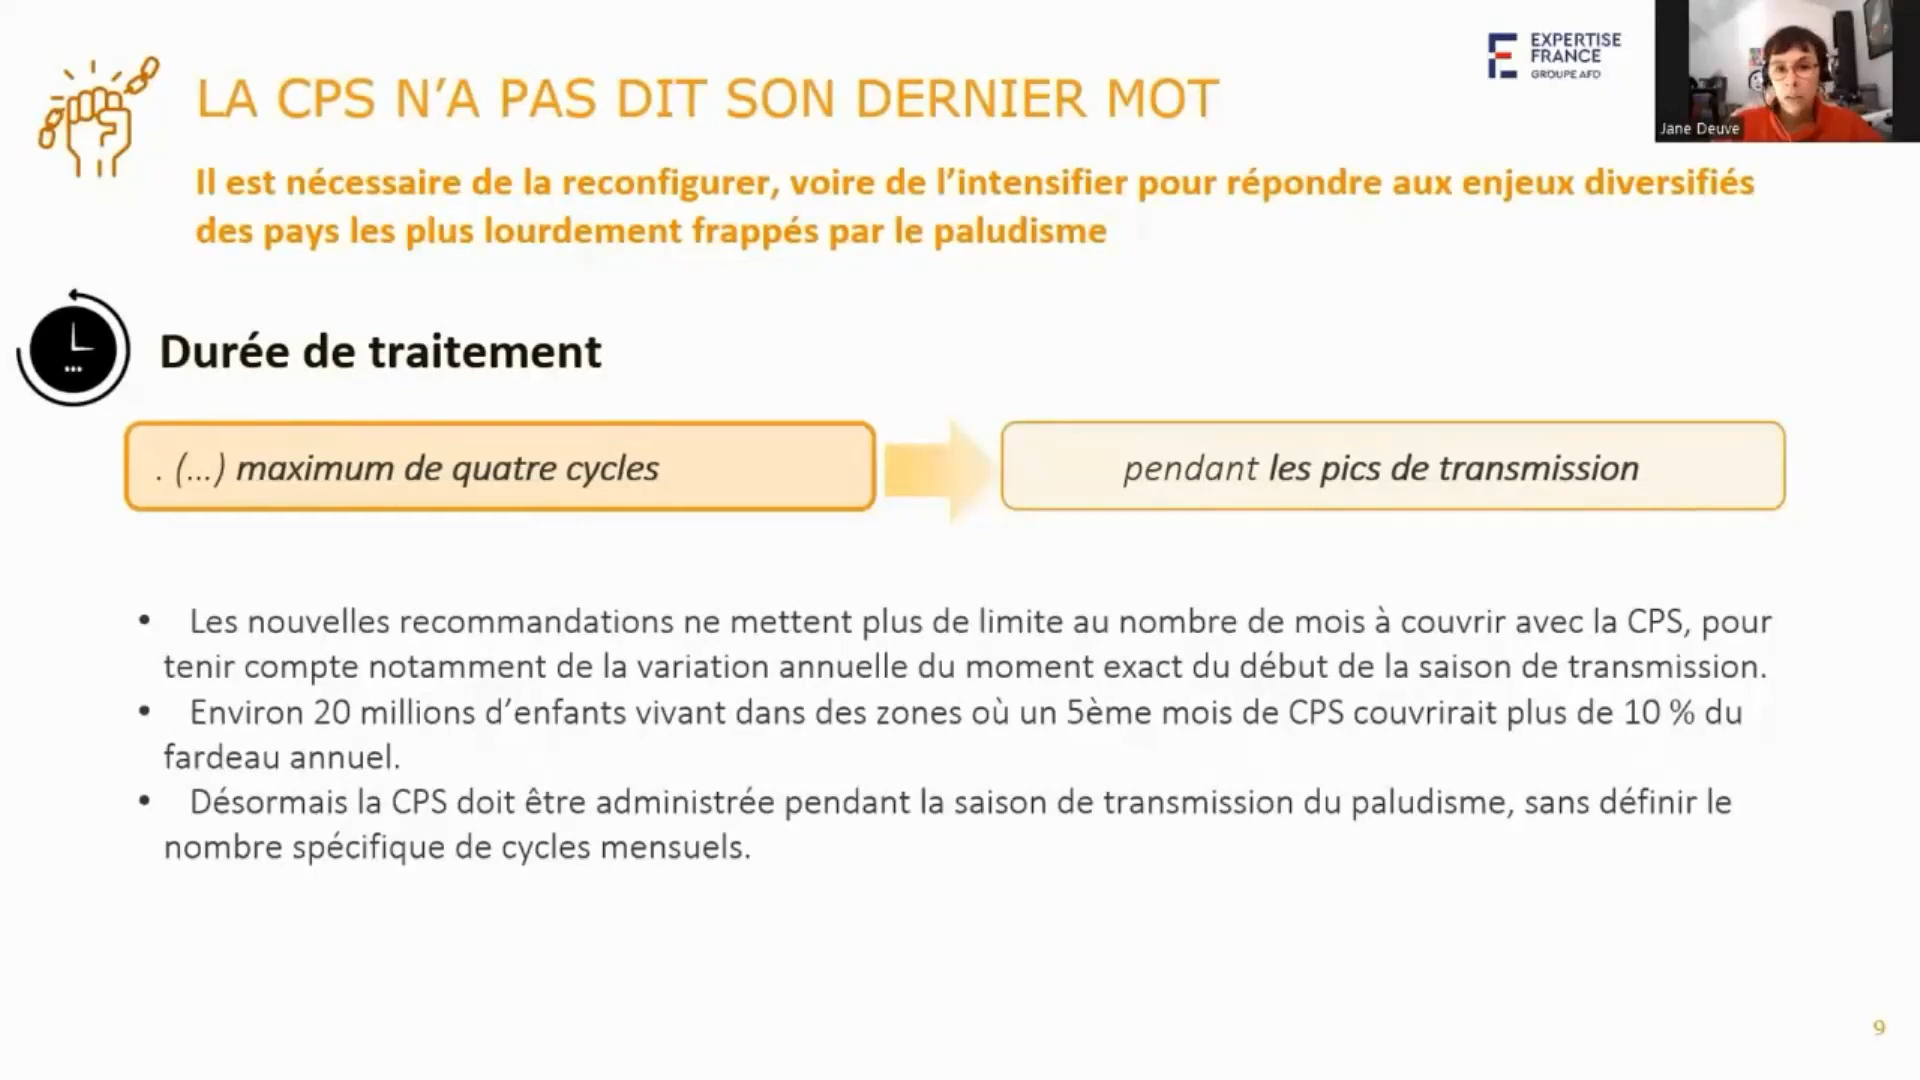 LA CPS N’A PAS DIT SON DERNIER MOT
EXPERTISE
FRANCE
GROUPE AFD
Jane Deuve
Il est nécessaire de la reconfigurer, voire de l’intensifier pour répondre aux enjeux diversifiés
des pays les plus lourdement frappés par le paludisme
Durée de traitement
. (...) maximum de quatre cycles
pendant les pics de transmission
• Les nouvelles recommandations ne mettent plus de limite au nombre de mois à couvrir avec la CPS, pour
tenir compte notamment de la variation annuelle du moment exact du début de la saison de transmission.
• Environ 20 millions d’enfants vivant dans des zones où un 5ème mois de CPS couvrirait plus de 10 % du
fardeau annuel.
• Désormais la CPS doit être administrée pendant la saison de transmission du paludisme, sans définir le
nombre spécifique de cycles mensuels.
9